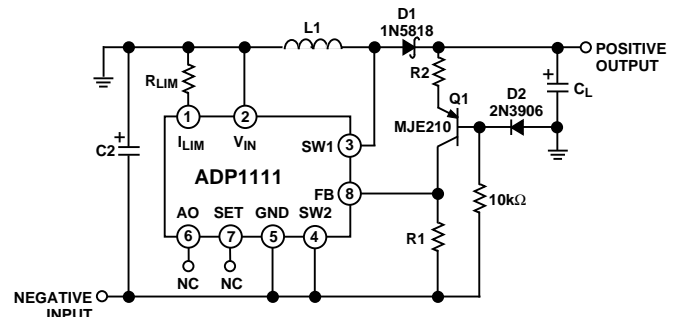 D1
1N5818
L1
POSITIVE
OUTPUT
R2
D2
2N3906
RLIM
CL
Q1
MJE210
1
2
ILIM
VIN
SW1
3
C2
ADP1111
FB
8
10kΩ
AO
SET
GND
SW2
R1
6
7
5
4
NC
NC
NEGATIVE
INPUT